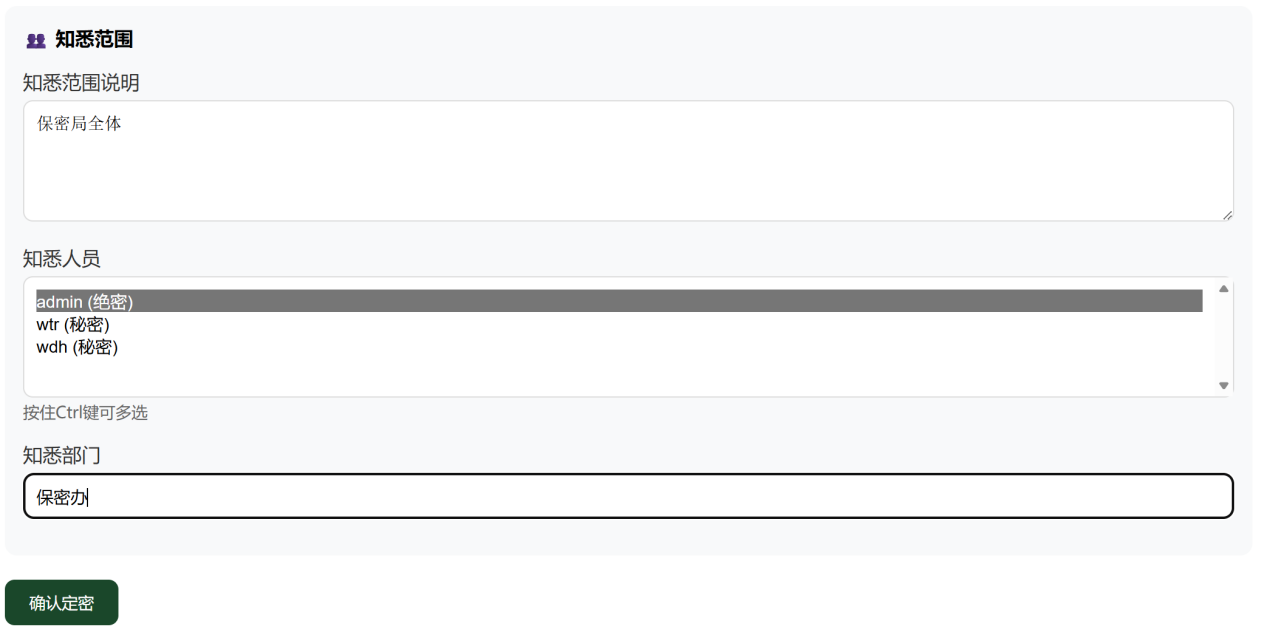 知悉范围
知悉范围说明
保密局全体
知悉人员
admin (绝密)
wtr (秘密)
wdh (秘密)
按住Ctrl键可多选
知悉部门
保密办
确认定密